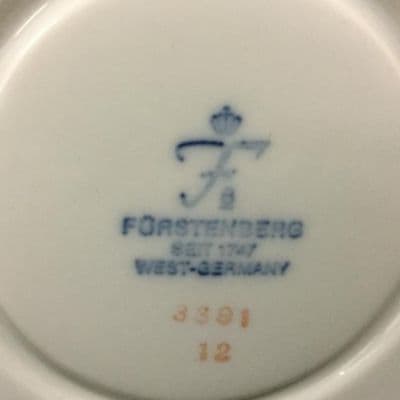 F
FÜRSTENBERG
SEIT 1747
WEST-GERMANY
3391
12